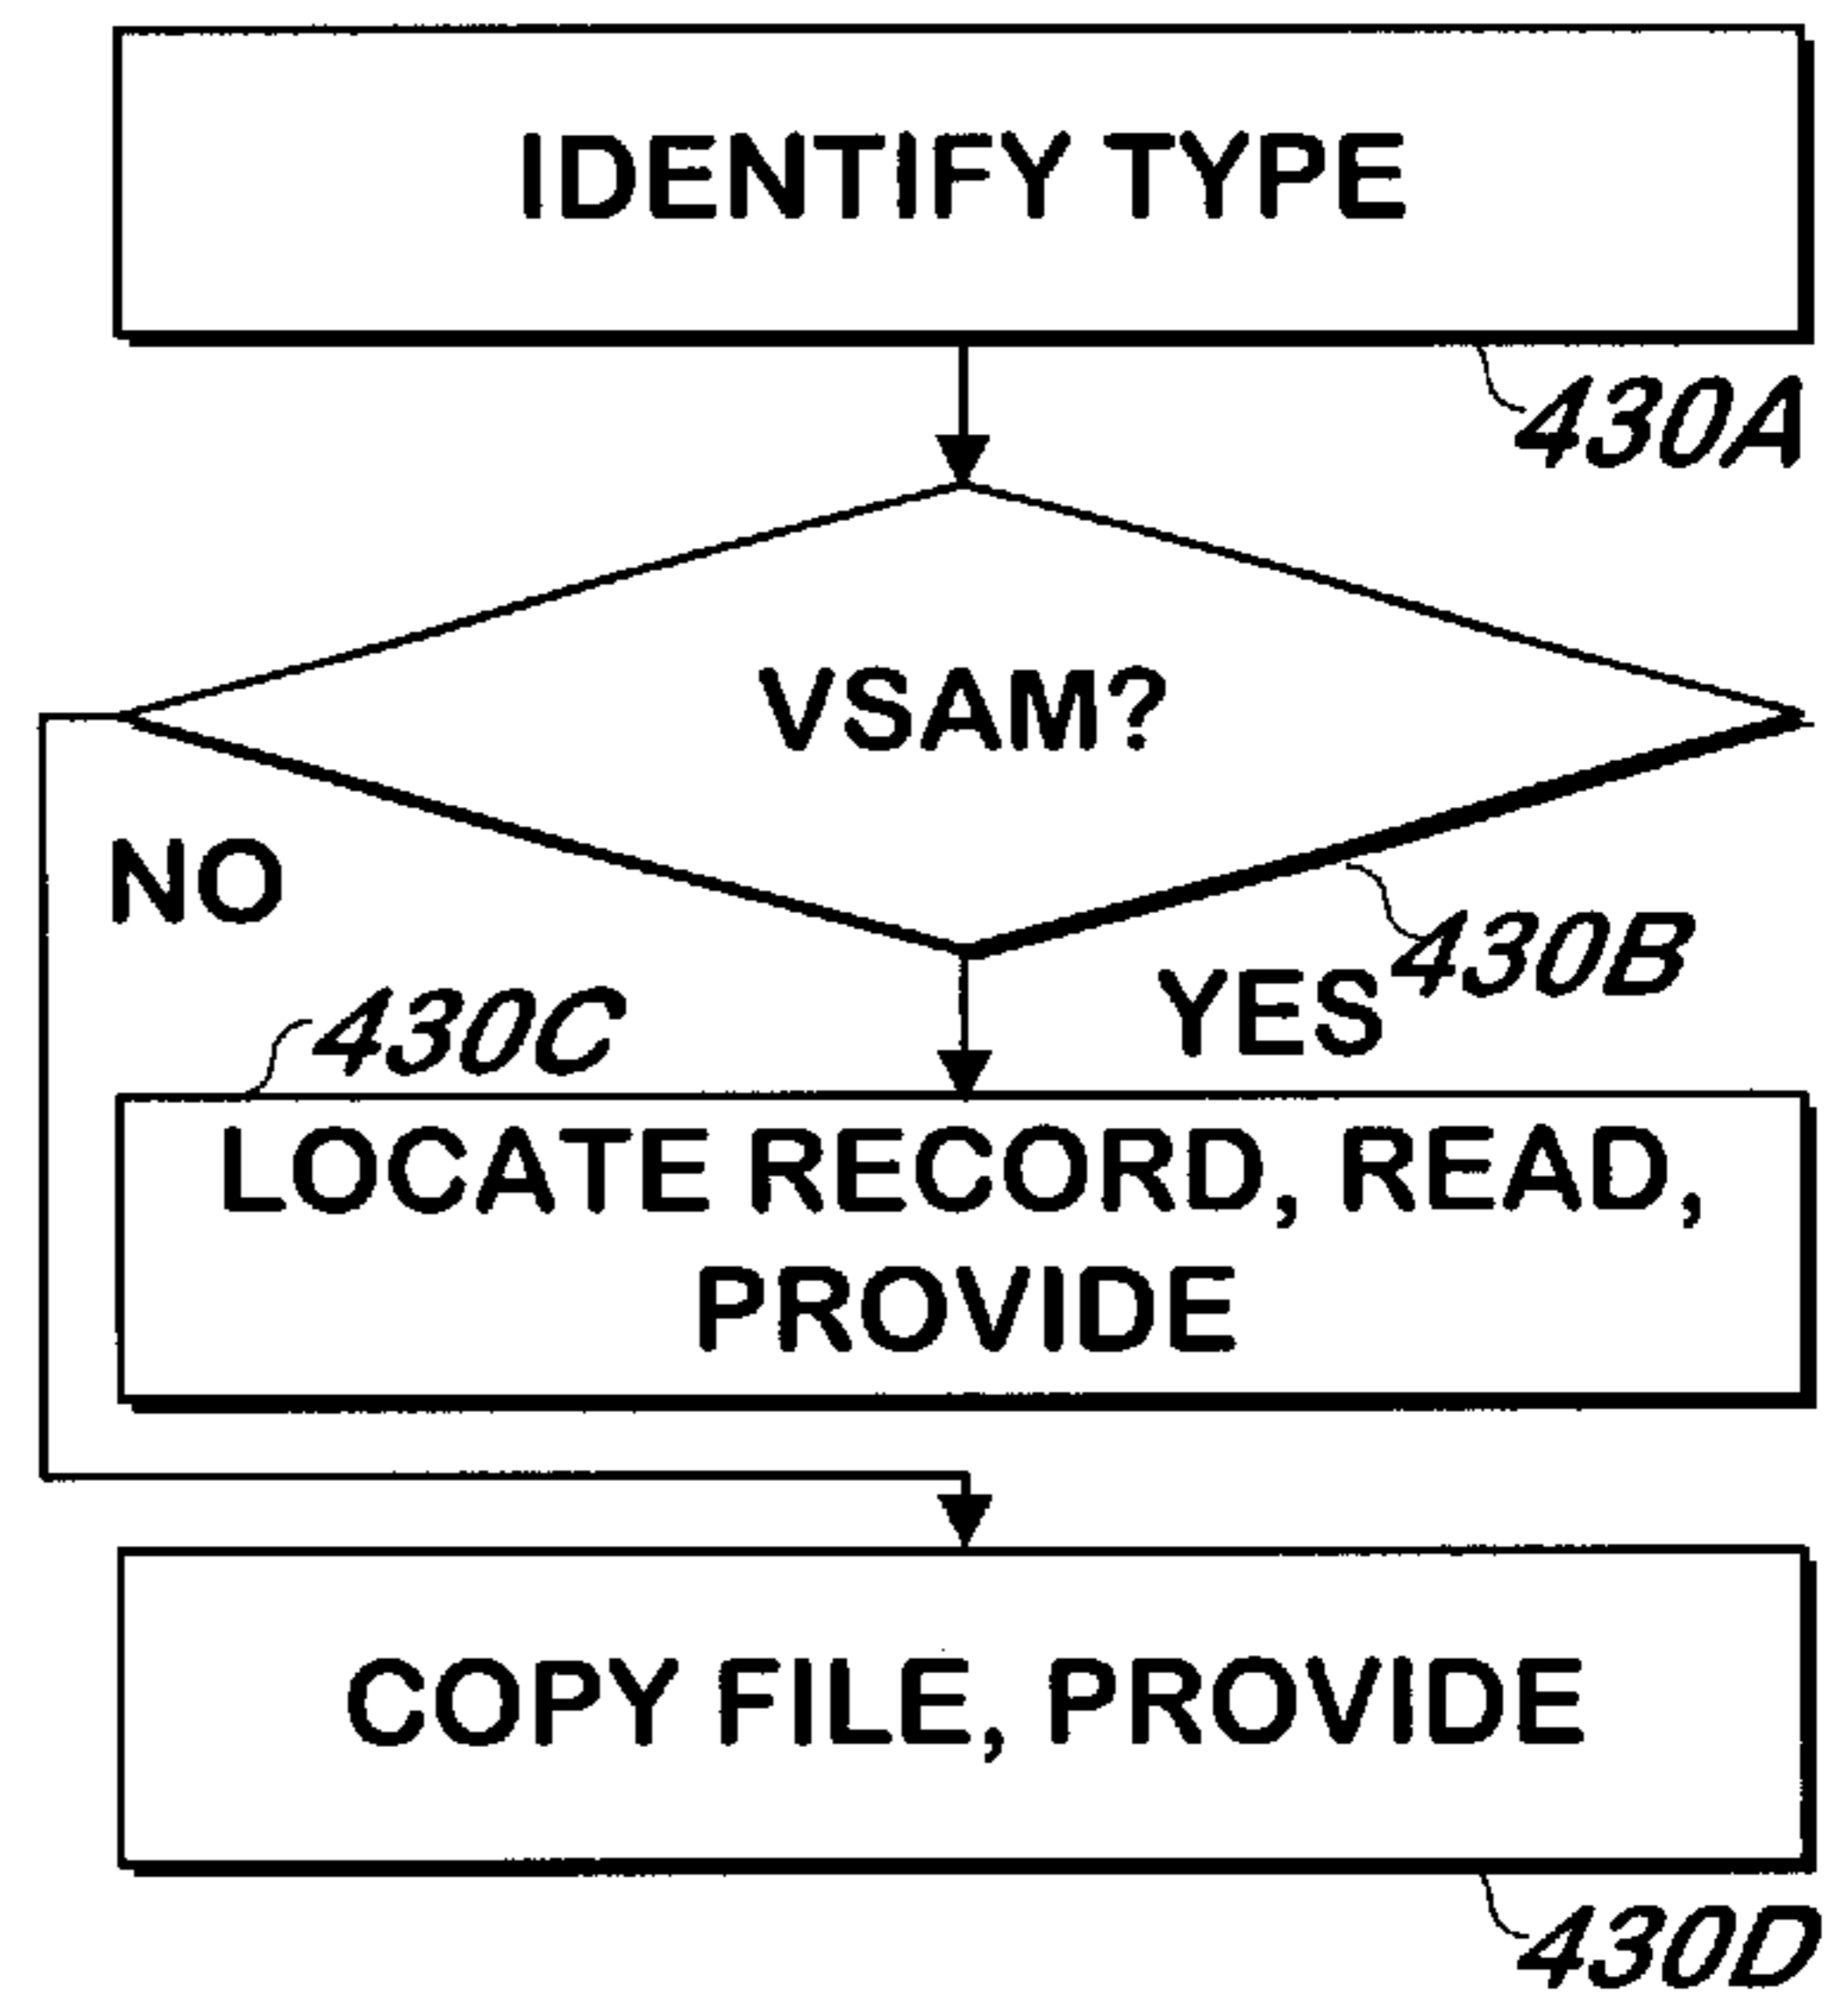 IDENTIFY TYPE
430A
VSAM?
NO
430B
YES
430C
LOCATE RECORD, READ,
PROVIDE
COPY FILE, PROVIDE
430D